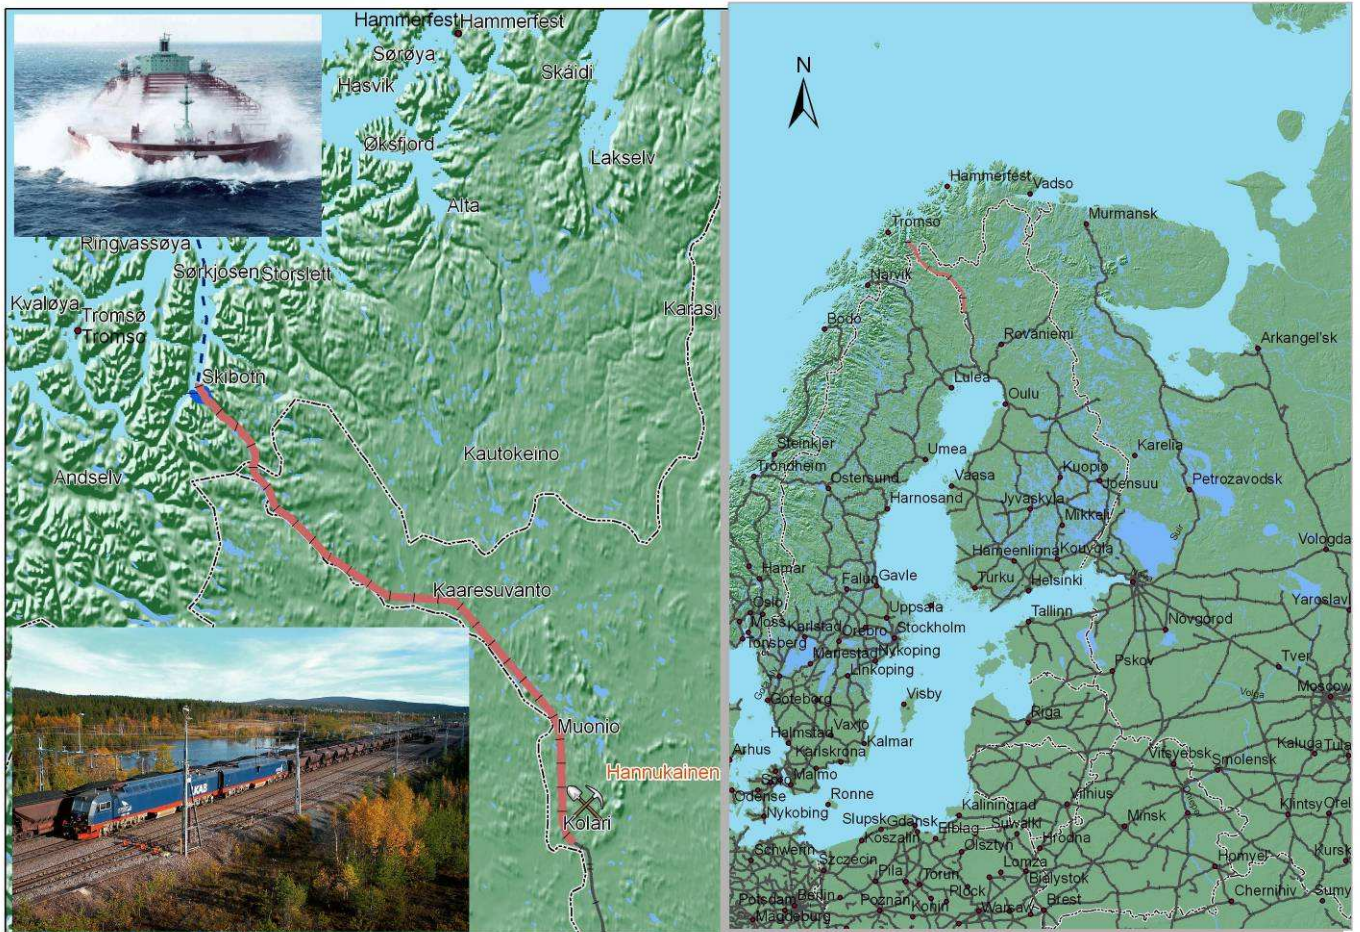 Hammerfest
Hammerfest
Sørøya
Skáidi
Hasvik
Øksfjord
Lakselv
Alta
Ringvassøya
Sørkjosen
Storslett
Kvaløya
Tromsø
Tromso
Karasjo
Skibotn
Kautokeino
Andselv
Kaaresuvanto
Muonio
Hannukainen
Kolari
LKAB
N
Hammerfest
Vadso
Tromso
Murmansk
Narvik
Bodo
Rovaniemi
Arkangel'sk
Lulea
Oulu
Steinkjer
Umea
Karelia
Trondheim
Ostersund
Vaasa
Kuopio
Joensuu
Petrozavodsk
Harnosand
Jyvaskyla
Mikkeli
Suir
Vologda
Hameenlinna
Kouvola
Hamar
Falun
Gavle
Turku
Helsinki
Oslo
Uppsala
Tallinn
Yaroslavl
Moss
Karlstad
Orebro
Stockholm
Novgorod
Tonsberg
Mariestad
Nykoping
Linkoping
Pskov
Tver
Volga
Moscow
Goteborg
Visby
Riga
Halmstad
Vaxjo
Kalmar
Arhus
Karlskrona
Vitsyebsk
Smolensk
Kaluga
Tula
Malmo
Odense
Ronne
Vilnius
Nykobing
Kaliningrad
Minsk
Klintsy
Orel
Slupsk
Gdansk
Suwalki
Koszalin
Elblag
Hrodna
Schwerin
Olsztyn
Szczecin
Lomza
Homyel'
Kursk
Pila
Torun
Bialystok
Potsdam
Berlin
Plock
Chernihiv
Sumy
Poznan
Konin
Warsaw
Brest
Magdeburg